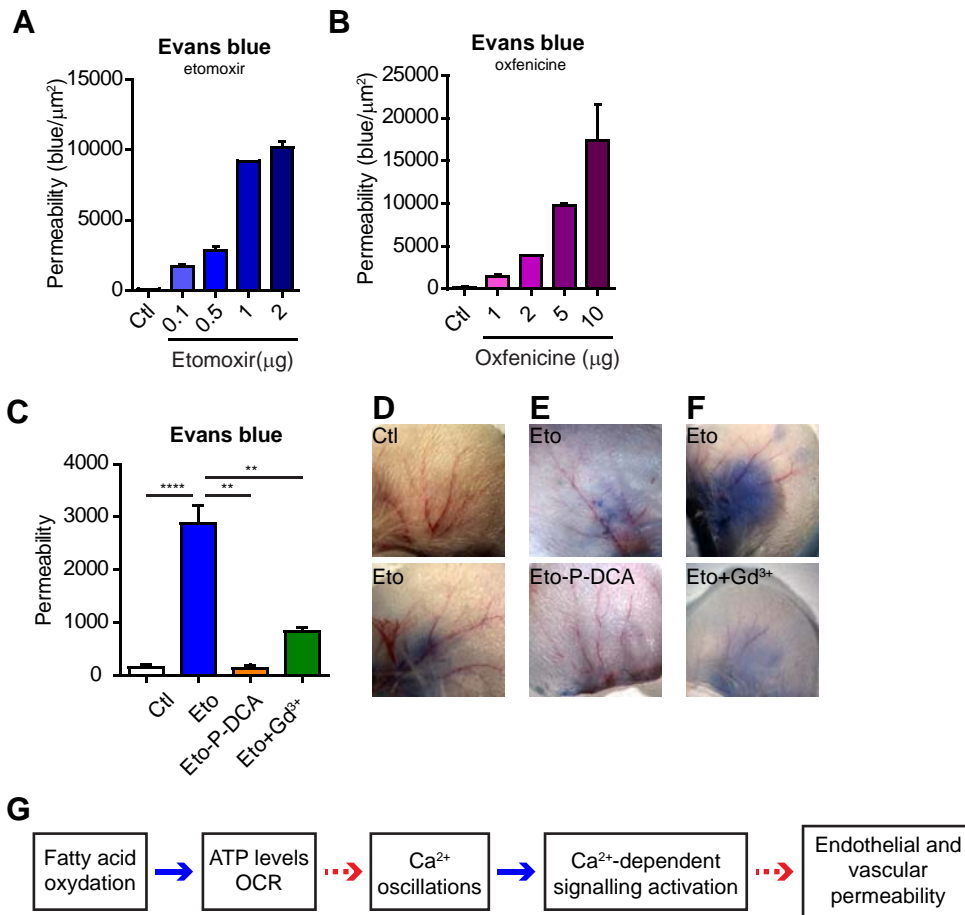 A
Evans blue
etomoxir
Permeability (blue/μm²)
15000
10000
5000
0
Ctl
0.1
0.5
1
2
Etomoxir(μg)
B
Evans blue
oxfenicine
Permeability (blue/μm²)
25000
20000
15000
10000
5000
0
Ctl
1
2
5
10
Oxfenicine (μg)
C
Evans blue
Permeability
4000
3000
2000
1000
0
****
**
**
Ctl
Eto
Eto-P-DCA
Eto+Gd³⁺
D
Ctl
Eto
E
Eto
Eto-P-DCA
F
Eto
Eto+Gd³⁺
G
Fatty acid
oxydation
ATP levels
OCR
Ca²⁺
oscillations
Ca²⁺-dependent
signalling activation
Endothelial and
vascular
permeability